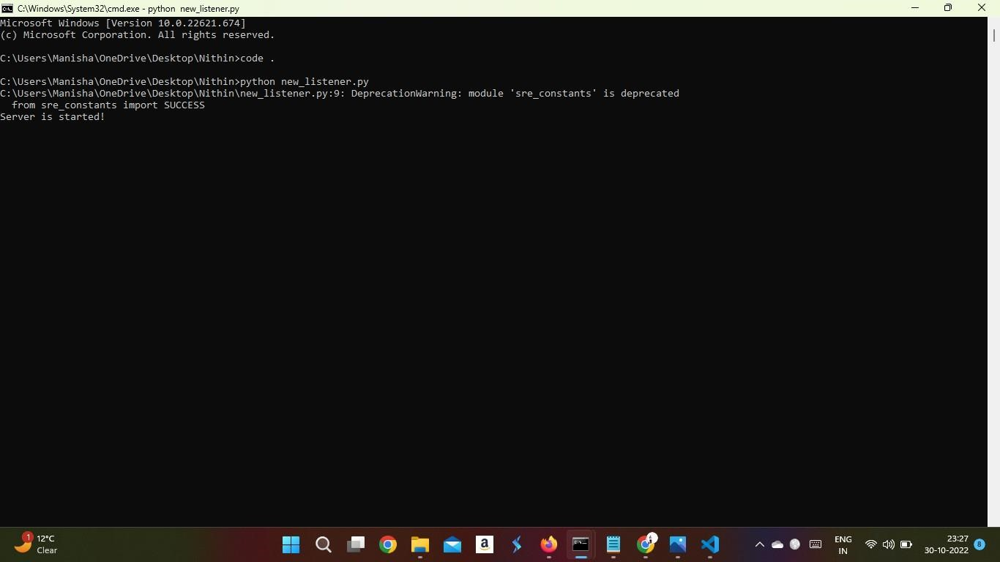 C:\Windows\System32\cmd.exe - python  new_listener.py
Microsoft Windows [Version 10.0.22621.674]
(c) Microsoft Corporation. All rights reserved.
C:\Users\Manisha\OneDrive\Desktop\Nithin>code .
C:\Users\Manisha\OneDrive\Desktop\Nithin>python new_listener.py
C:\Users\Manisha\OneDrive\Desktop\Nithin\new_listener.py:9: DeprecationWarning: module 'sre_constants' is deprecated
  from sre_constants import SUCCESS
Server is started!
1
12°C
Clear
a
ENG
IN
23:27
30-10-2022
8